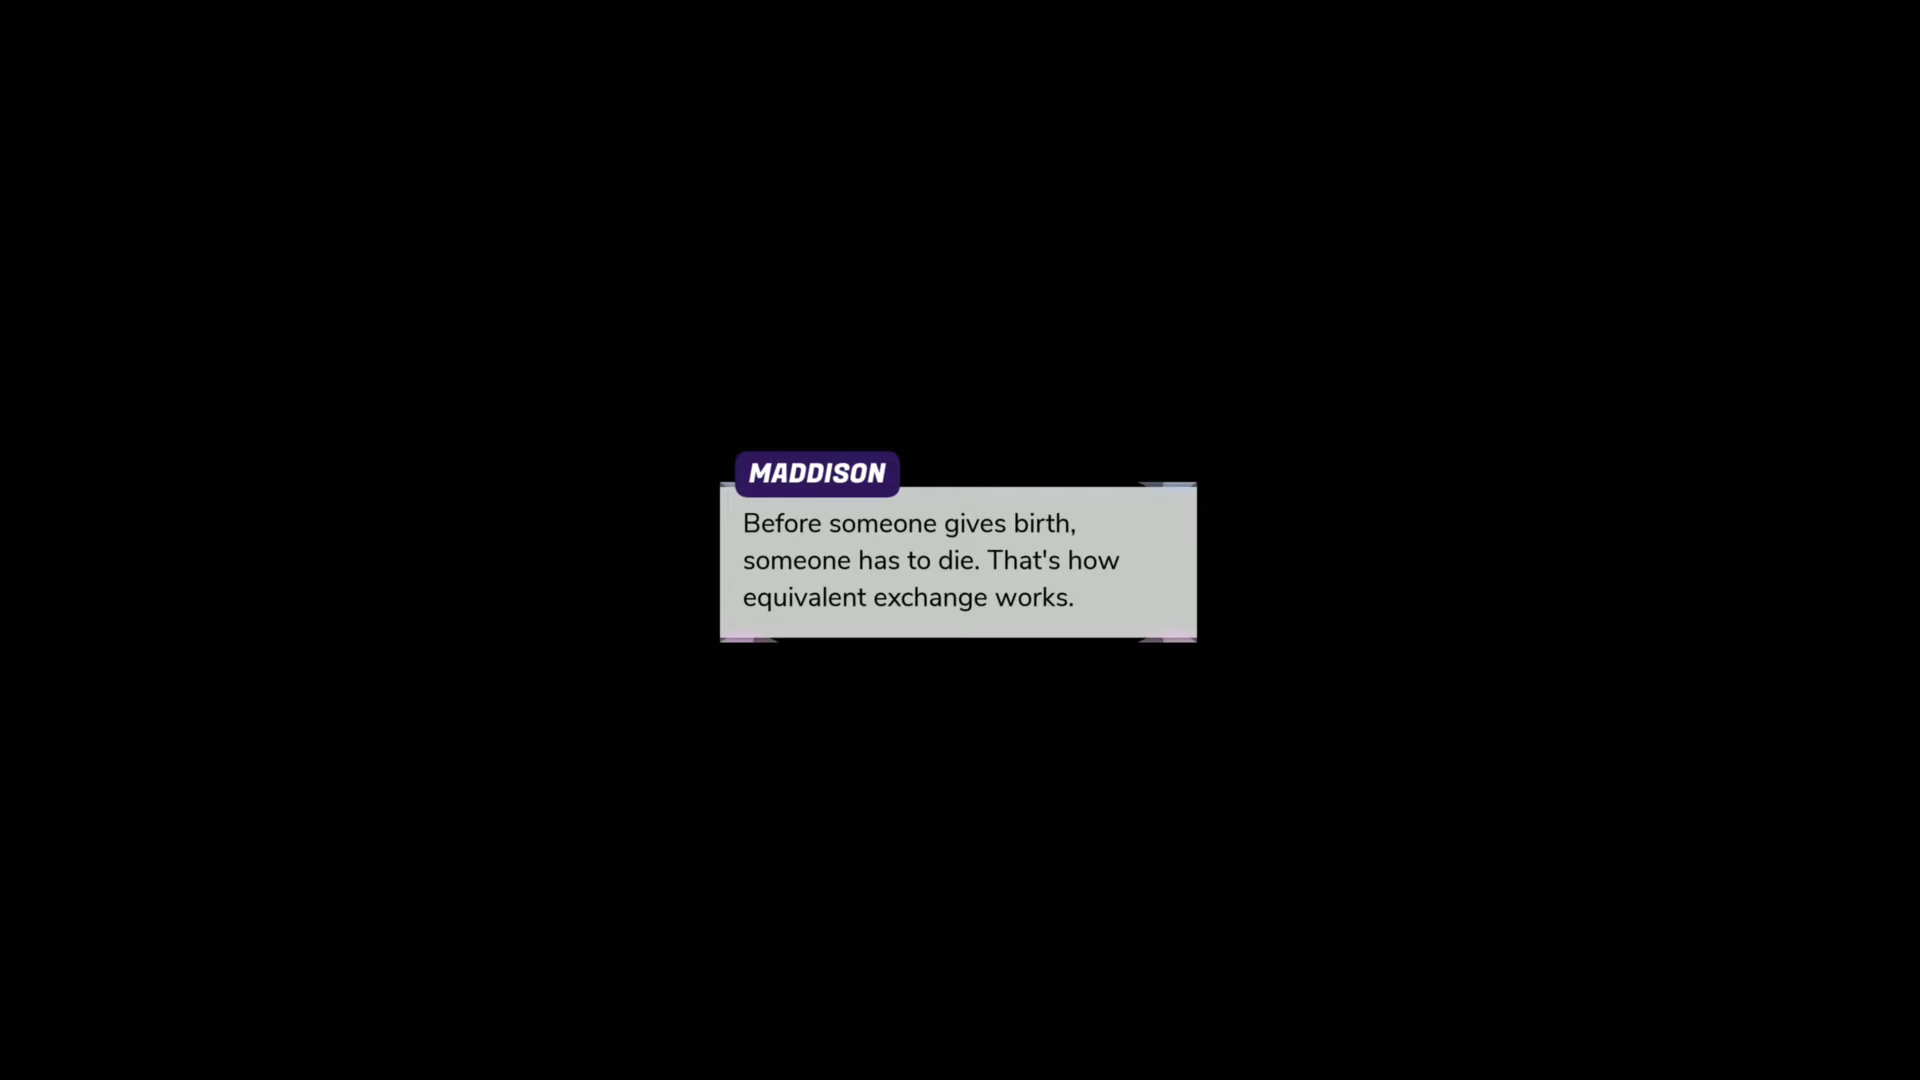 MADDISON
Before someone gives birth,
someone has to die. That's how
equivalent exchange works.